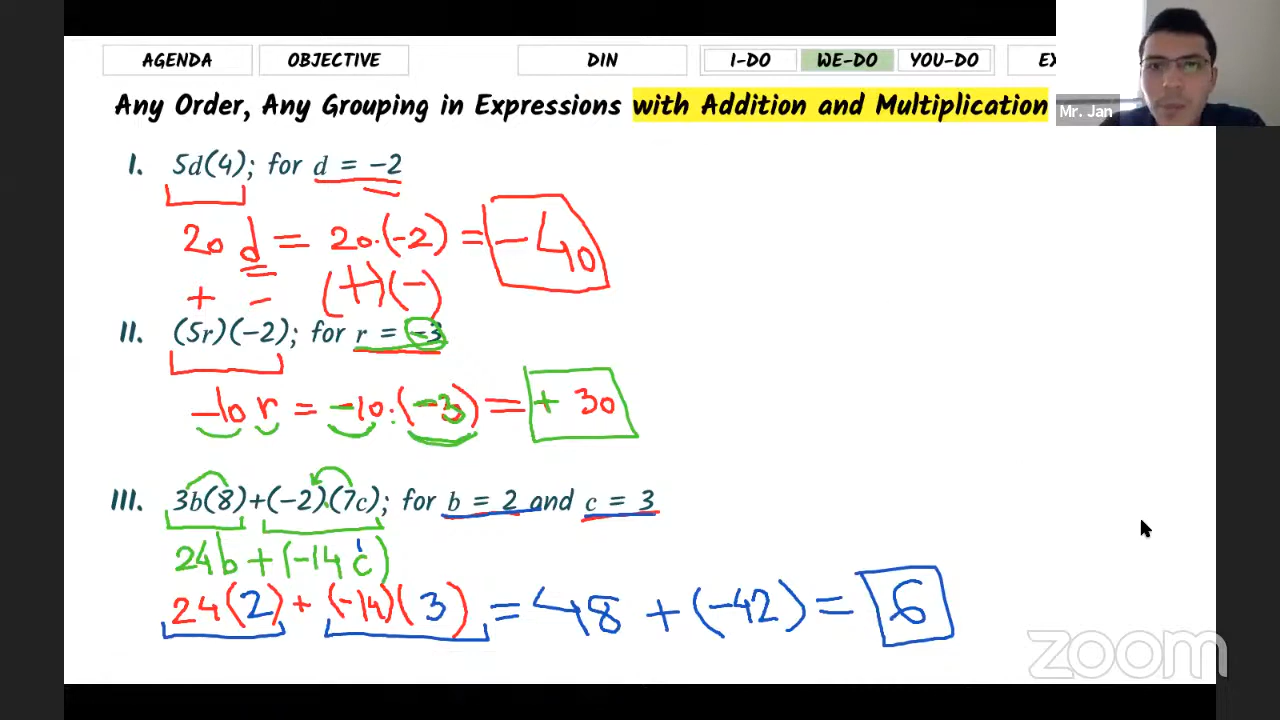 AGENDA OBJECTIVE DIN I-DO WE-DO YOU-DO EX
Any Order, Any Grouping in Expressions with Addition and Multiplication
Mr. Jan
I. 5d(4); for d = -2
20 d = 20·(-2) = -40
+ - (+)(-)
II. (5r)(-2); for r = -3
-10 r = -10·(-3) = + 30
III. 3b(8)+(-2)(7c); for b = 2 and c = 3
24b + (-14 c)
24(2) + (-14)(3) = 48 + (-42) = 6
zoom